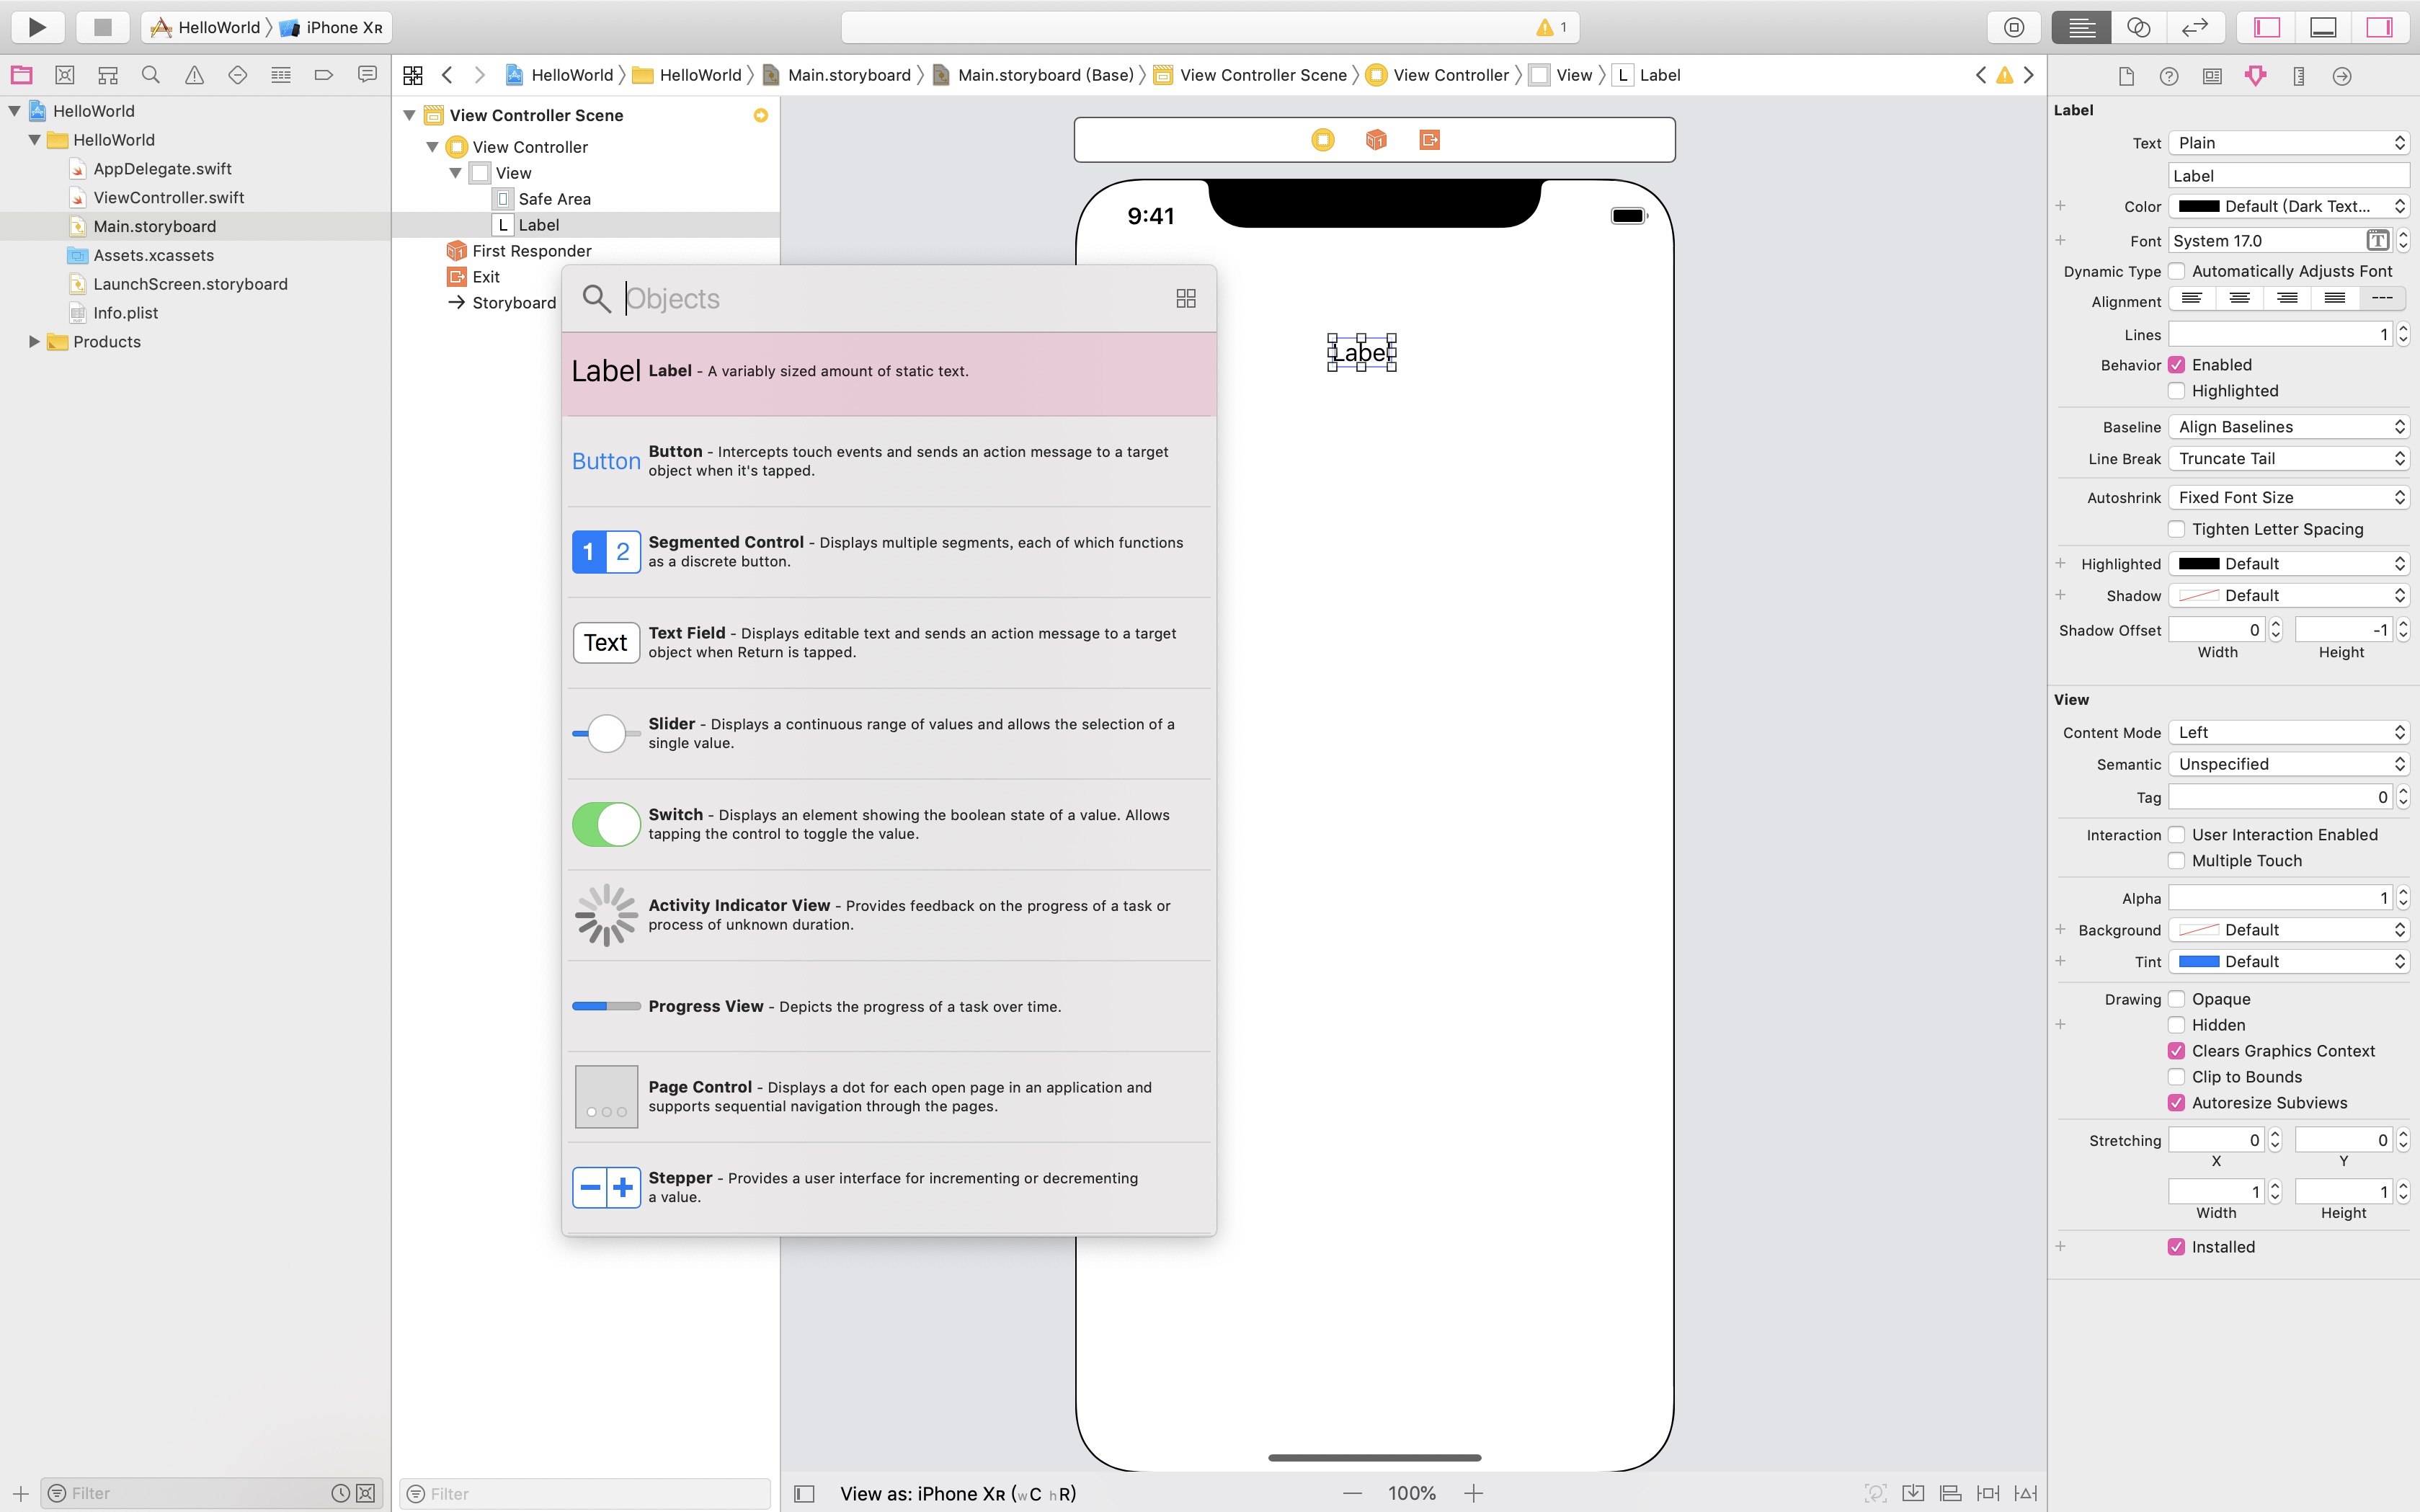 HelloWorld
iPhone XR
1
HelloWorld
HelloWorld
Main.storyboard
Main.storyboard (Base)
View Controller Scene
View Controller
View
L Label
HelloWorld
HelloWorld
AppDelegate.swift
ViewController.swift
Main.storyboard
Assets.xcassets
LaunchScreen.storyboard
Info.plist
Products
Filter
View Controller Scene
View Controller
View
Safe Area
L Label
First Responder
Exit
Storyboard
Filter
Objects
Label Label - A variably sized amount of static text.
Button
Button - Intercepts touch events and sends an action message to a target
object when it's tapped.
1 2
Segmented Control - Displays multiple segments, each of which functions
as a discrete button.
Text
Text Field - Displays editable text and sends an action message to a target
object when Return is tapped.
Slider - Displays a continuous range of values and allows the selection of a
single value.
Switch - Displays an element showing the boolean state of a value. Allows
tapping the control to toggle the value.
Activity Indicator View - Provides feedback on the progress of a task or
process of unknown duration.
Progress View - Depicts the progress of a task over time.
Page Control - Displays a dot for each open page in an application and
supports sequential navigation through the pages.
Stepper - Provides a user interface for incrementing or decrementing
a value.
9:41
Label
View as: iPhone XR (wC hR)
100%
Label
Text Plain
Label
Color Default (Dark Text...
Font System 17.0
Dynamic Type Automatically Adjusts Font
Alignment
Lines 1
Behavior Enabled
Highlighted
Baseline Align Baselines
Line Break Truncate Tail
Autoshrink Fixed Font Size
Tighten Letter Spacing
Highlighted Default
Shadow Default
Shadow Offset 0 -1
Width Height
View
Content Mode Left
Semantic Unspecified
Tag 0
Interaction User Interaction Enabled
Multiple Touch
Alpha 1
Background Default
Tint Default
Drawing Opaque
Hidden
Clears Graphics Context
Clip to Bounds
Autoresize Subviews
Stretching 0 0
X Y
1 1
Width Height
Installed